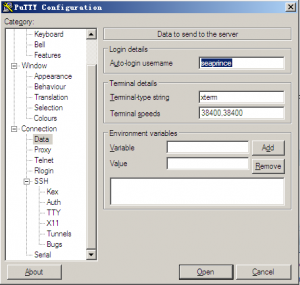 PuTTY Configuration
Category:
Keyboard
Bell
Features
Window
Appearance
Behaviour
Translation
Selection
Colours
Connection
Data
Proxy
Telnet
Rlogin
SSH
Kex
Auth
TTY
X11
Tunnels
Bugs
Serial
Data to send to the server
Login details
Auto-login username seaprince
Terminal details
Terminal-type string xterm
Terminal speeds 38400,38400
Environment variables
Variable Add
Value Remove
About Open Cancel